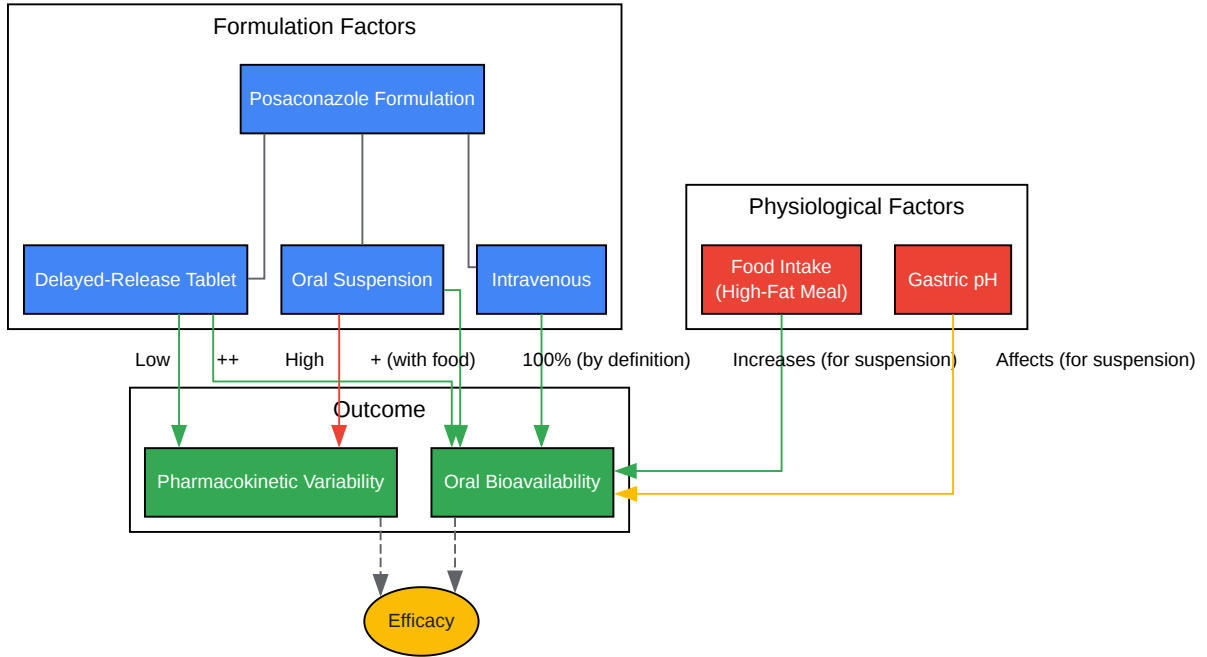 Formulation Factors
Posaconazole Formulation
Physiological Factors
Delayed-Release Tablet
Oral Suspension
Intravenous
Food Intake
(High-Fat Meal)
Gastric pH
Low
++
High
+ (with food)
100% (by definition)
Increases (for suspension)
Affects (for suspension)
Outcome
Pharmacokinetic Variability
Oral Bioavailability
Efficacy